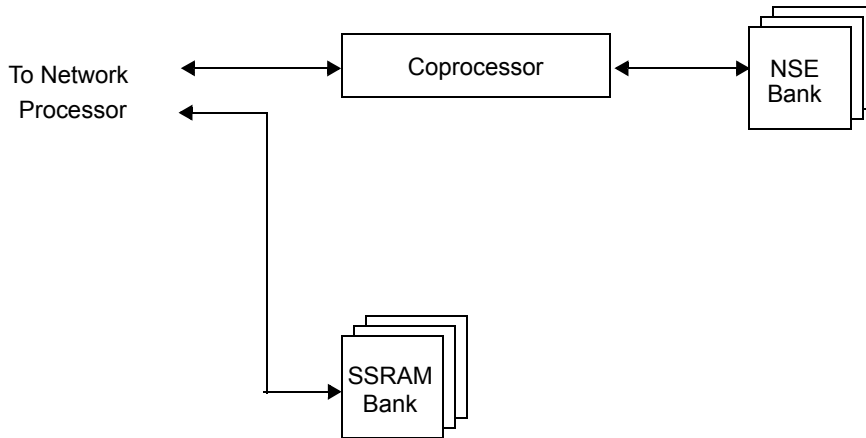 To Network
Processor
Coprocessor
NSE
Bank
SSRAM
Bank